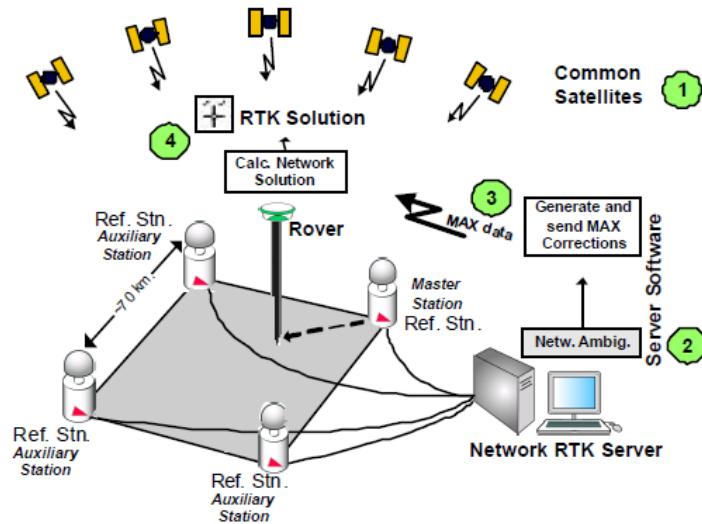 Common
Satellites
1
4
RTK Solution
Calc. Network
Solution
3
MAX data
Generate and
send MAX
Corrections
Server Software
Ref. Stn.
Auxiliary
Station
Rover
~70 km.
Master
Station
Ref. Stn.
Netw. Ambig.
2
Ref. Stn.
Auxiliary
Station
Ref. Stn.
Auxiliary
Station
Network RTK Server